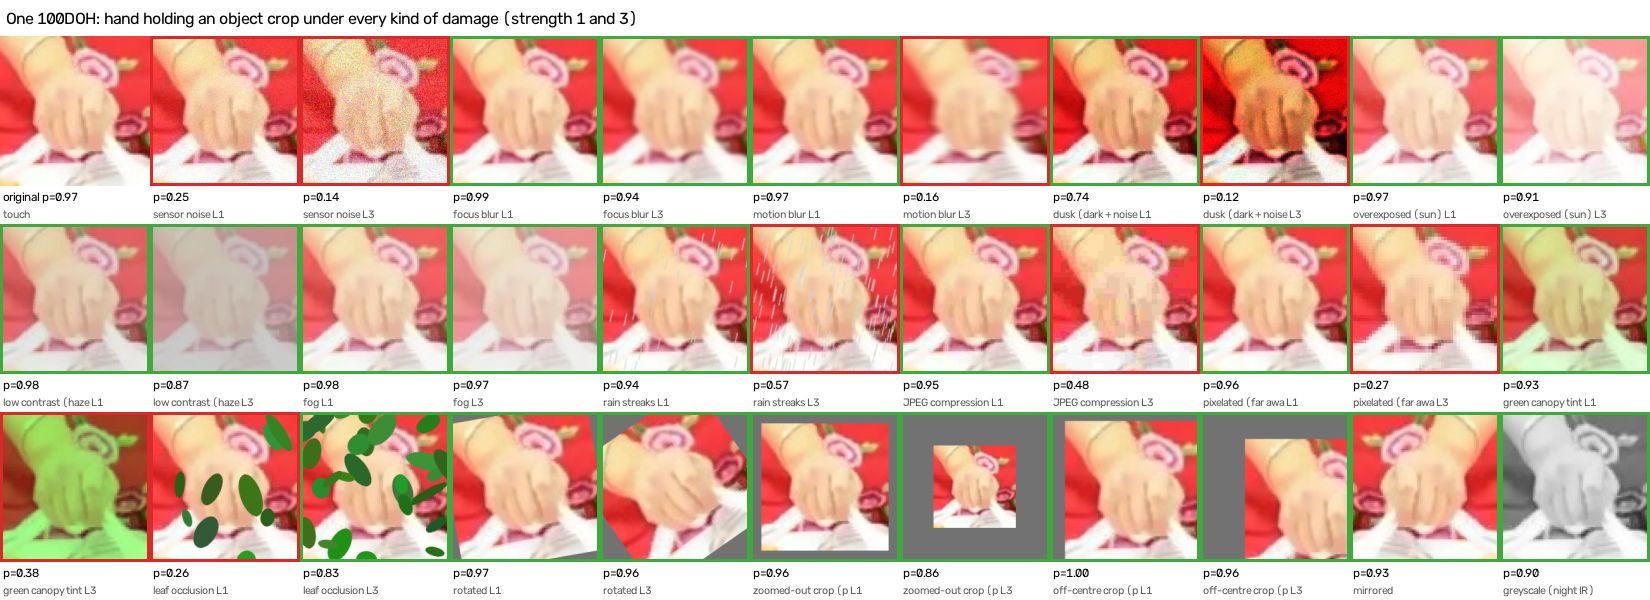 One 100DOH: hand holding an object crop under every kind of damage (strength 1 and 3)
original p=0.97 p=0.25 p=0.14 p=0.99 p=0.94 p=0.97 p=0.16 p=0.74 p=0.12 p=0.97 p=0.91
touch sensor noise L1 sensor noise L3 focus blur L1 focus blur L3 motion blur L1 motion blur L3 dusk (dark + noise L1 dusk (dark + noise L3 overexposed (sun) L1 overexposed (sun) L3
p=0.98 p=0.87 p=0.98 p=0.97 p=0.94 p=0.57 p=0.95 p=0.48 p=0.96 p=0.27 p=0.93
low contrast (haze L1 low contrast (haze L3 fog L1 fog L3 rain streaks L1 rain streaks L3 JPEG compression L1 JPEG compression L3 pixelated (far awa L1 pixelated (far awa L3 green canopy tint L1
p=0.38 p=0.26 p=0.83 p=0.97 p=0.96 p=0.96 p=0.86 p=1.00 p=0.96 p=0.93 p=0.90
green canopy tint L3 leaf occlusion L1 leaf occlusion L3 rotated L1 rotated L3 zoomed-out crop (p L1 zoomed-out crop (p L3 off-centre crop (p L1 off-centre crop (p L3 mirrored greyscale (night IR)